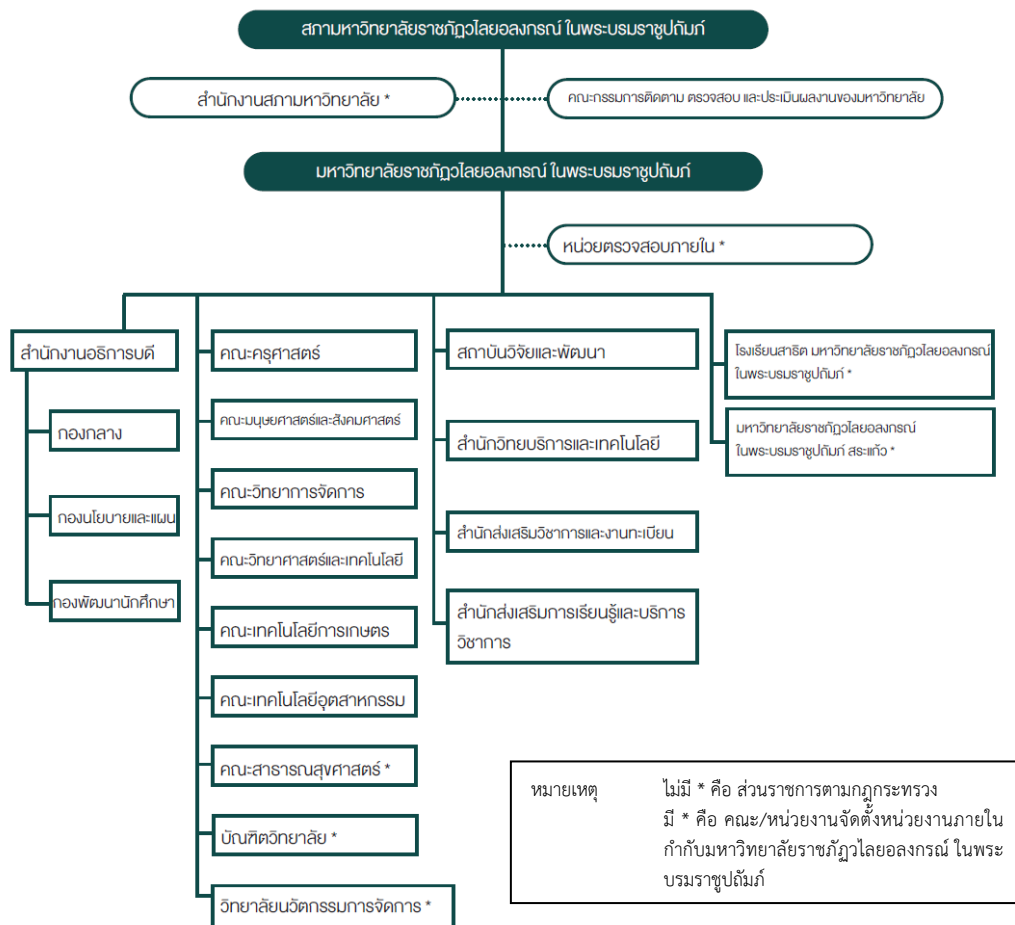 สภามหาวิทยาลัยราชภัฏวไลยอลงกรณ์ ในพระบรมราชูปถัมภ์
สำนักงานสภามหาวิทยาลัย *
คณะกรรมการติดตาม ตรวจสอบ และประเมินผลงานของมหาวิทยาลัย
มหาวิทยาลัยราชภัฏวไลยอลงกรณ์ ในพระบรมราชูปถัมภ์
หน่วยตรวจสอบภายใน *
สำนักงานอธิการบดี
กองกลาง
กองนโยบายและแผน
กองพัฒนานักศึกษา
คณะครุศาสตร์
คณะมนุษยศาสตร์และสังคมศาสตร์
คณะวิทยาการจัดการ
คณะวิทยาศาสตร์และเทคโนโลยี
คณะเทคโนโลยีการเกษตร
คณะเทคโนโลยีอุตสาหกรรม
คณะสาธารณสุขศาสตร์ *
บัณฑิตวิทยาลัย *
วิทยาลัยนวัตกรรมการจัดการ *
สถาบันวิจัยและพัฒนา
สำนักวิทยบริการและเทคโนโลยี
สำนักส่งเสริมวิชาการและงานทะเบียน
สำนักส่งเสริมการเรียนรู้และบริการ
วิชาการ
โรงเรียนสาธิต มหาวิทยาลัยราชภัฏวไลยอลงกรณ์
ในพระบรมราชูปถัมภ์ *
มหาวิทยาลัยราชภัฏวไลยอลงกรณ์
ในพระบรมราชูปถัมภ์ สระแก้ว *
หมายเหตุ ไม่มี * คือ ส่วนราชการตามกฎกระทรวง
มี * คือ คณะ/หน่วยงานจัดตั้งหน่วยงานภายใน
กำกับมหาวิทยาลัยราชภัฏวไลยอลงกรณ์ ในพระ
บรมราชูปถัมภ์